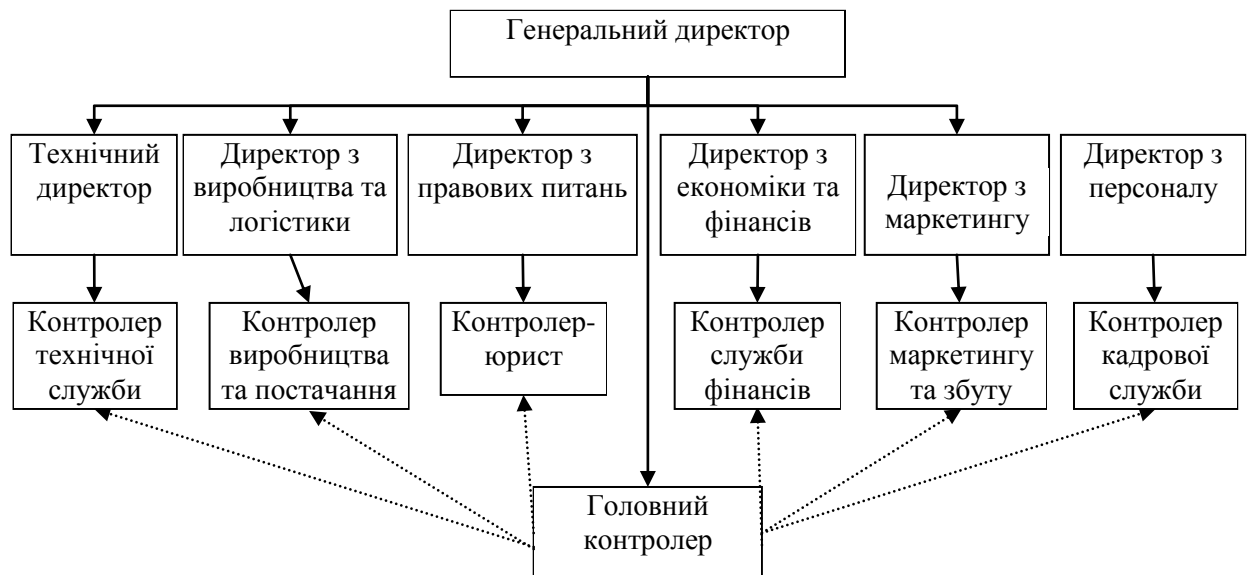 Генеральний директор
Технічний
директор
Директор з
виробництва та
логістики
Директор з
правових питань
Директор з
економіки та
фінансів
Директор з
маркетингу
Директор з
персоналу
Контролер
технічної
служби
Контролер
виробництва
та постачання
Контролер-
юрист
Контролер
служби
фінансів
Контролер
маркетингу
та збуту
Контролер
кадрової
служби
Головний
контролер